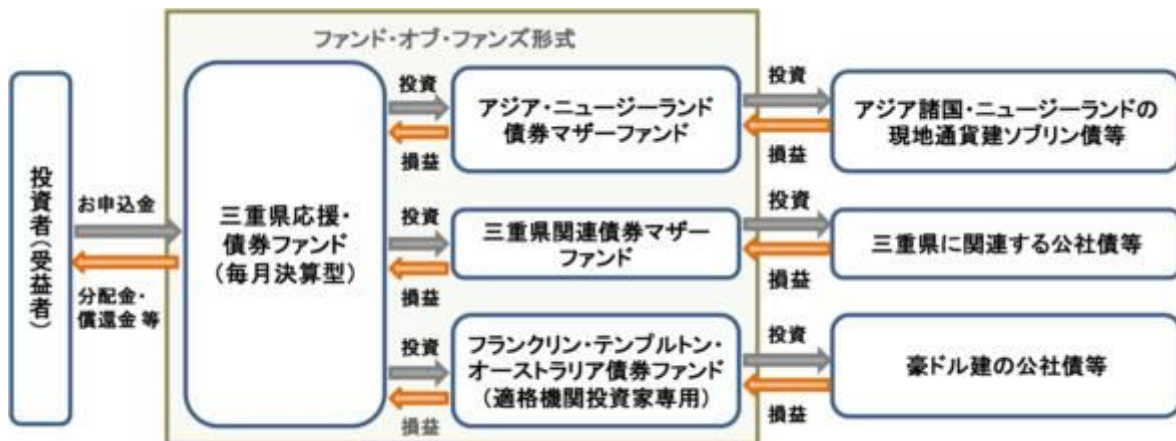 ファンド・オブ・ファンズ形式
投資者(受益者)
お申込金
分配金・
償還金 等
三重県応援・
債券ファンド
(毎月決算型)
投資
損益
アジア・ニュージーランド
債券マザーファンド
投資
損益
アジア諸国・ニュージーランドの
現地通貨建ソブリン債等
投資
損益
三重県関連債券マザー
ファンド
投資
損益
三重県に関連する公社債等
投資
損益
フランクリン・テンプルトン・
オーストラリア債券ファンド
(適格機関投資家専用)
投資
損益
豪ドル建の公社債等